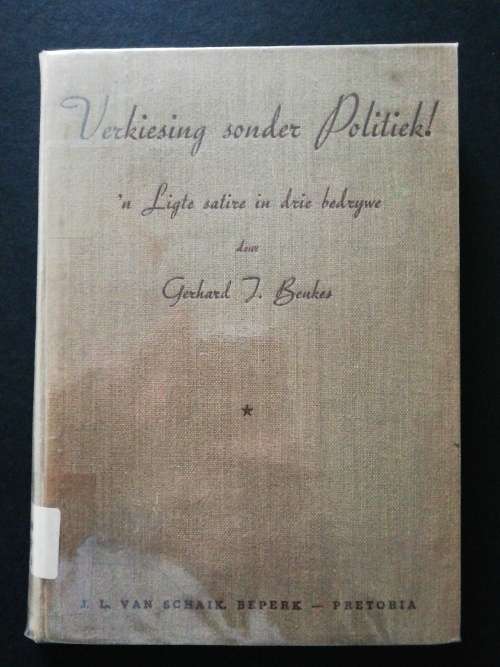 Verkiesing sonder Politiek!
'n Ligte satire in drie bedrywe
deur
Gerhard J. Beukes
J. L. VAN SCHAIK, BEPERK — PRETORIA